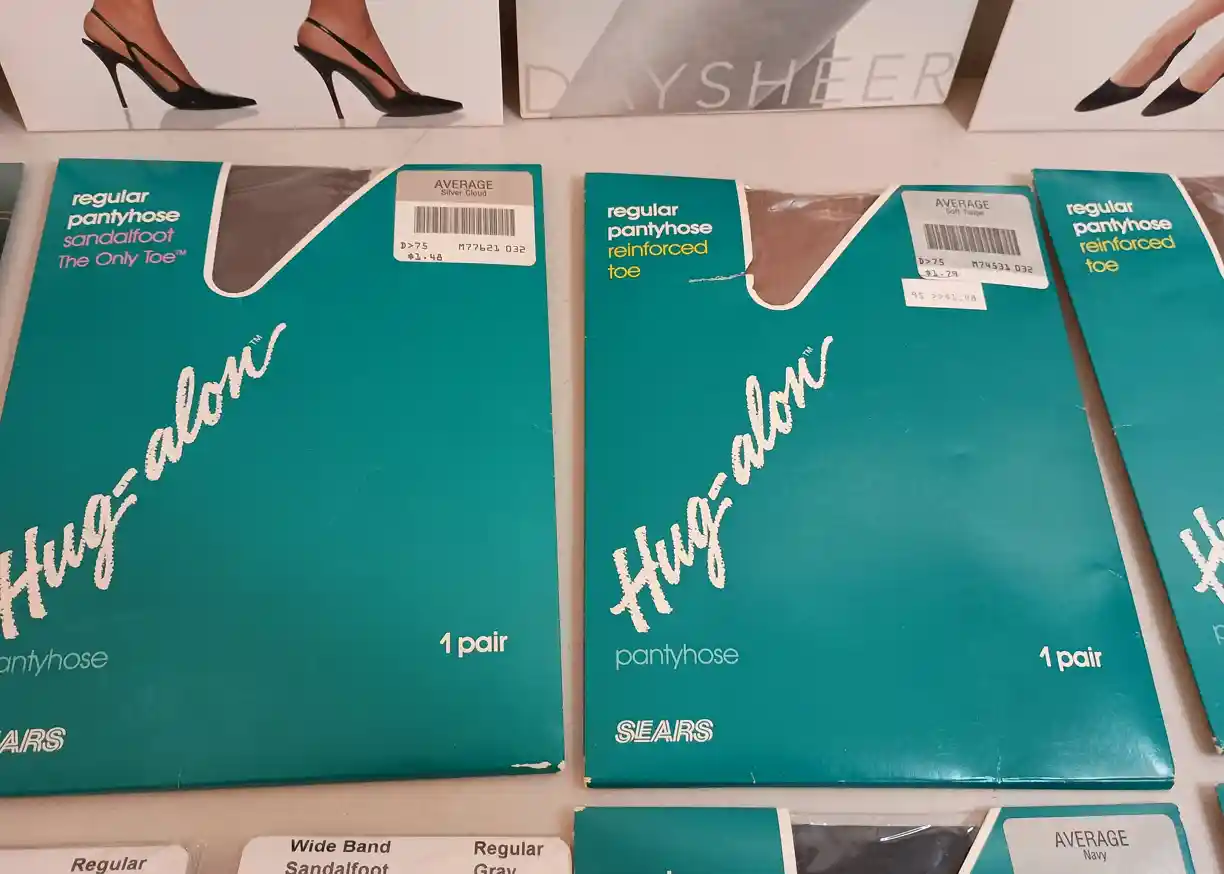 DAYSHEER
regular
pantyhose
sandalfoot
The Only Toe™
AVERAGE
Silver Cloud
D>75 M77621 032
$1.48
Hug-alon™
antyhose
1 pair
ARS
regular
pantyhose
reinforced
toe
AVERAGE
Soft Taupe
D>75 M74531 032
Hug-alon™
pantyhose
1 pair
SEARS
regular
pantyhose
reinforced
toe
Regular
Wide Band
Sandalfoot
Regular
Gray
AVERAGE
Navy